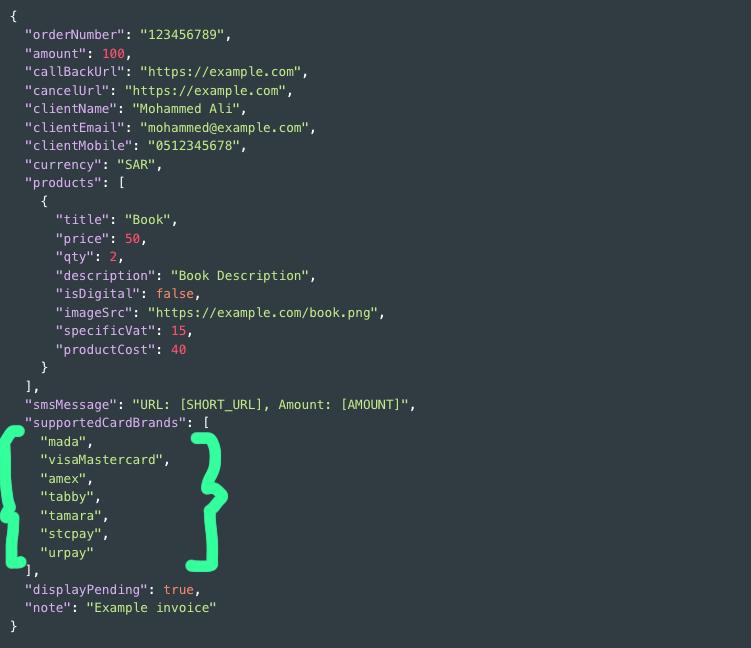 {
"orderNumber": "123456789",
"amount": 100,
"callBackUrl": "https://example.com",
"cancelUrl": "https://example.com",
"clientName": "Mohammed Ali",
"clientEmail": "mohammed@example.com",
"clientMobile": "0512345678",
"currency": "SAR",
"products": [
{
"title": "Book",
"price": 50,
"qty": 2,
"description": "Book Description",
"isDigital": false,
"imageSrc": "https://example.com/book.png",
"specificVat": 15,
"productCost": 40
}
],
"smsMessage": "URL: [SHORT_URL], Amount: [AMOUNT]",
"supportedCardBrands": [
"mada",
"visaMastercard",
"amex",
"tabby",
"tamara",
"stcpay",
"urpay"
],
"displayPending": true,
"note": "Example invoice"
}